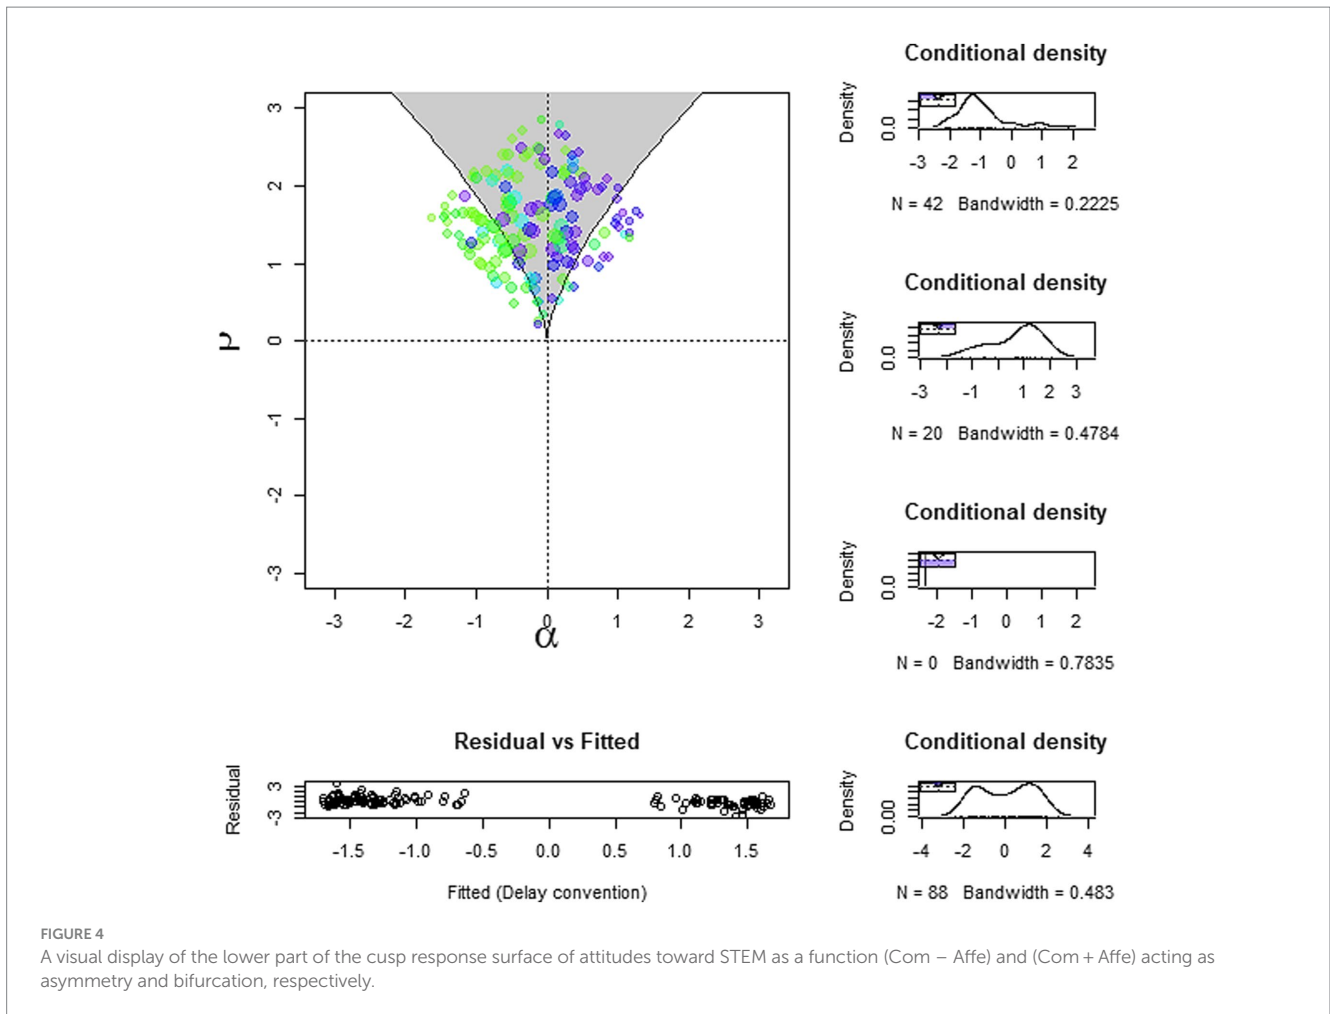 Conditional density
Density
0.0
-3 -2 -1 0 1 2
N = 42 Bandwidth = 0.2225
3
2
1
0
-1
-2
-3
-3 -2 -1 0 1 2 3
α
Conditional density
Density
0.0
-3 -1 1 2 3
N = 20 Bandwidth = 0.4784
Conditional density
Density
0.0
-2 -1 0 1 2
N = 0 Bandwidth = 0.7835
Residual vs Fitted
Residual
3
-3
-1.5 -1.0 -0.5 0.0 0.5 1.0 1.5
Fitted (Delay convention)
Conditional density
Density
0.00
-4 -2 0 2 4
N = 88 Bandwidth = 0.483
FIGURE 4
A visual display of the lower part of the cusp response surface of attitudes toward STEM as a function (Com – Affe) and (Com + Affe) acting as
asymmetry and bifurcation, respectively.